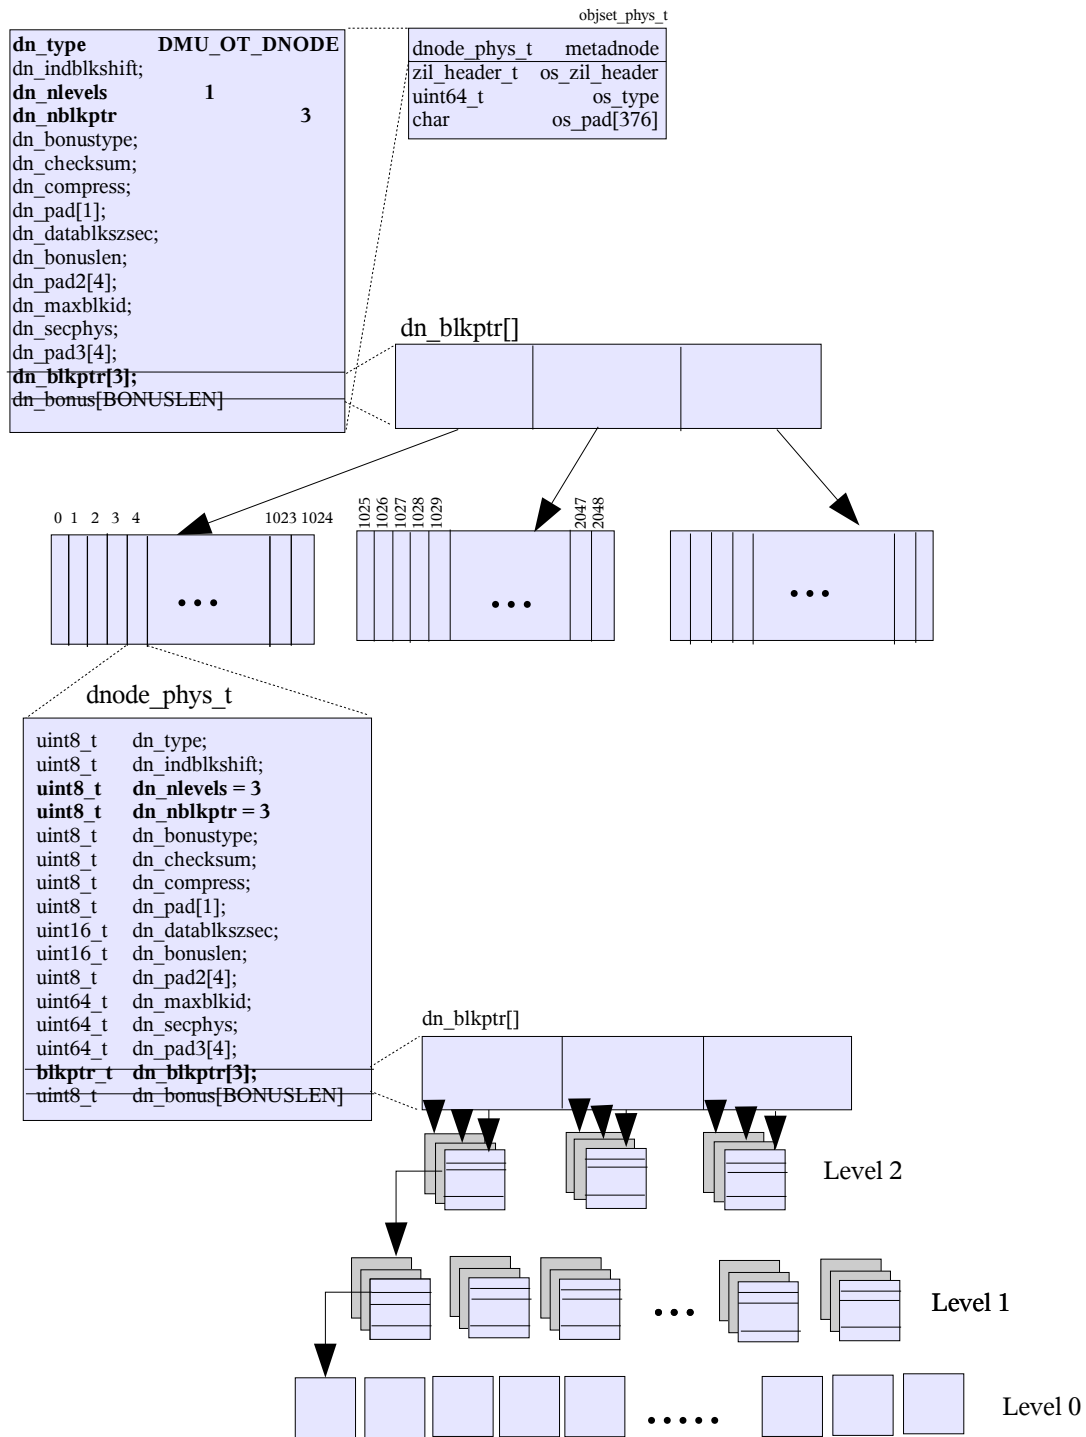 objset_phys_t
dn_type DMU_OT_DNODE
dn_indblkshift;
dn_nlevels 1
dn_nblkptr 3
dn_bonustype;
dn_checksum;
dn_compress;
dn_pad[1];
dn_datablkszsec;
dn_bonuslen;
dn_pad2[4];
dn_maxblkid;
dn_secphys;
dn_pad3[4];
dn_blkptr[3];
dn_bonus[BONUSLEN]
dnode_phys_t metadnode
zil_header_t os_zil_header
uint64_t os_type
char os_pad[376]
dn_blkptr[]
0 1 2 3 4 1023 1024
1025 1026 1027 1028 1029 2047 2048
...
...
...
dnode_phys_t
uint8_t dn_type;
uint8_t dn_indblkshift;
uint8_t dn_nlevels = 3
uint8_t dn_nblkptr = 3
uint8_t dn_bonustype;
uint8_t dn_checksum;
uint8_t dn_compress;
uint8_t dn_pad[1];
uint16_t dn_datablkszsec;
uint16_t dn_bonuslen;
uint8_t dn_pad2[4];
uint64_t dn_maxblkid;
uint64_t dn_secphys;
uint64_t dn_pad3[4];
blkptr_t dn_blkptr[3];
uint8_t dn_bonus[BONUSLEN]
dn_blkptr[]
Level 2
... Level 1
..... Level 0